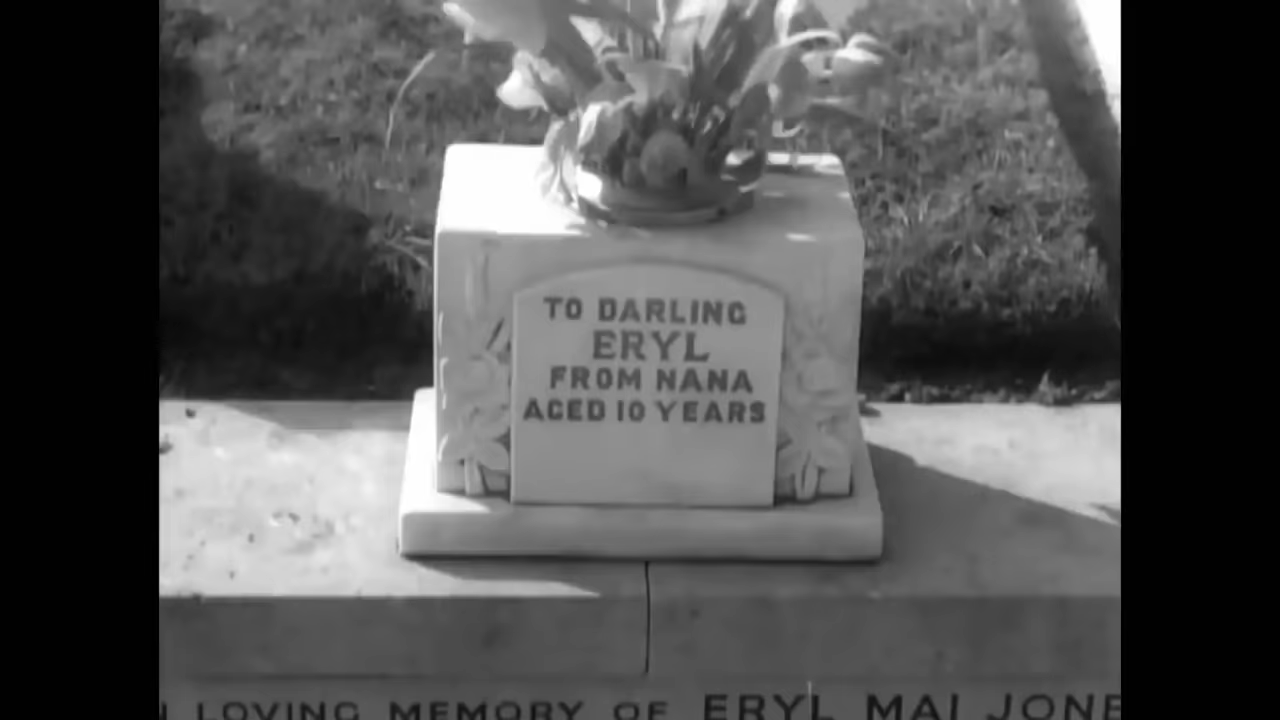 TO DARLING
ERYL
FROM NANA
AGED 10 YEARS
N LOVING MEMORY OF ERYL MAI JONE